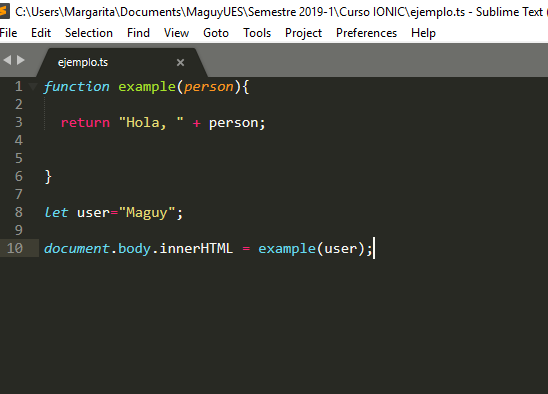 C:\Users\Margarita\Documents\MaguyUES\Semestre 2019-1\Curso IONIC\ejemplo.ts - Sublime Text (
File Edit Selection Find View Goto Tools Project Preferences Help
ejemplo.ts ×
1 function example(person){
2
3 return "Hola, " + person;
4
5
6 }
7
8 let user="Maguy";
9
10 document.body.innerHTML = example(user);